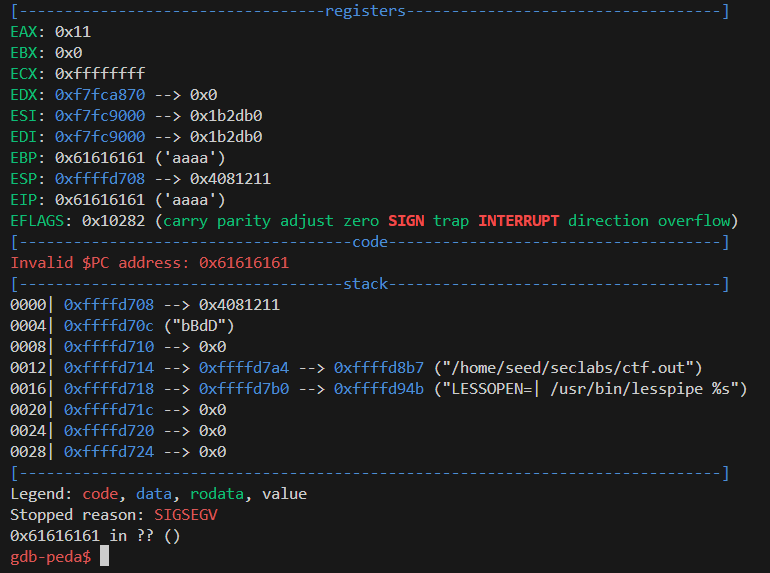 [----------------------------------registers-----------------------------------]
EAX: 0x11
EBX: 0x0
ECX: 0xffffffff
EDX: 0xf7fca870 --> 0x0
ESI: 0xf7fc9000 --> 0x1b2db0
EDI: 0xf7fc9000 --> 0x1b2db0
EBP: 0x61616161 ('aaaa')
ESP: 0xffffd708 --> 0x4081211
EIP: 0x61616161 ('aaaa')
EFLAGS: 0x10282 (carry parity adjust zero SIGN trap INTERRUPT direction overflow)
[-------------------------------------code-------------------------------------]
Invalid $PC address: 0x61616161
[------------------------------------stack-------------------------------------]
0000| 0xffffd708 --> 0x4081211
0004| 0xffffd70c ("bBdD")
0008| 0xffffd710 --> 0x0
0012| 0xffffd714 --> 0xffffd7a4 --> 0xffffd8b7 ("/home/seed/seclabs/ctf.out")
0016| 0xffffd718 --> 0xffffd7b0 --> 0xffffd94b ("LESSOPEN=| /usr/bin/lesspipe %s")
0020| 0xffffd71c --> 0x0
0024| 0xffffd720 --> 0x0
0028| 0xffffd724 --> 0x0
[------------------------------------------------------------------------------]
Legend: code, data, rodata, value
Stopped reason: SIGSEGV
0x61616161 in ?? ()
gdb-peda$